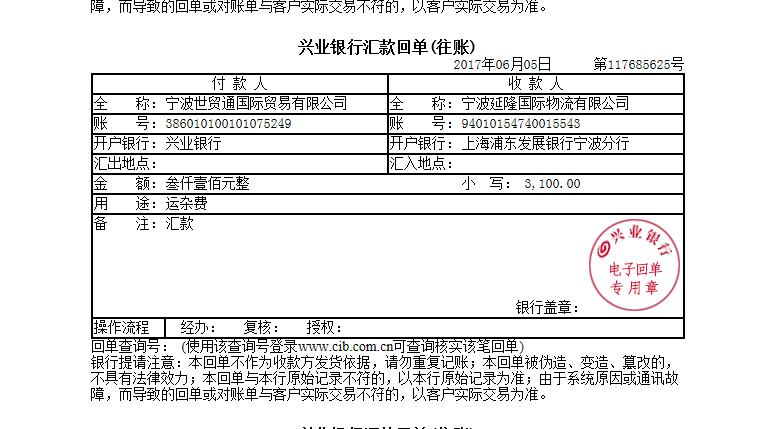 障，而导致的回单或对账单与客户实际交易不符的，以客户实际交易为准。
兴业银行汇款回单(往账)
2017年06月05日 第117685625号
付 款 人 收 款 人
全 称：宁波世贸通国际贸易有限公司 全 称：宁波延隆国际物流有限公司
账 号：386010100101075249 账 号：94010154740015543
开户银行：兴业银行 开户银行：上海浦东发展银行宁波分行
汇出地点： 汇入地点：
金 额：叁仟壹佰元整 小 写： 3,100.00
用 途：运杂费
备 注：汇款
兴业银行
电子回单
专用章
银行盖章：
操作流程 经办： 复核： 授权：
回单查询号： (使用该查询号登录www.cib.com.cn可查询核实该笔回单)
银行提请注意：本回单不作为收款方发货依据，请勿重复记账；本回单被伪造、变造、篡改的，
不具有法律效力；本回单与本行原始记录不符的，以本行原始记录为准；由于系统原因或通讯故
障，而导致的回单或对账单与客户实际交易不符的，以客户实际交易为准。